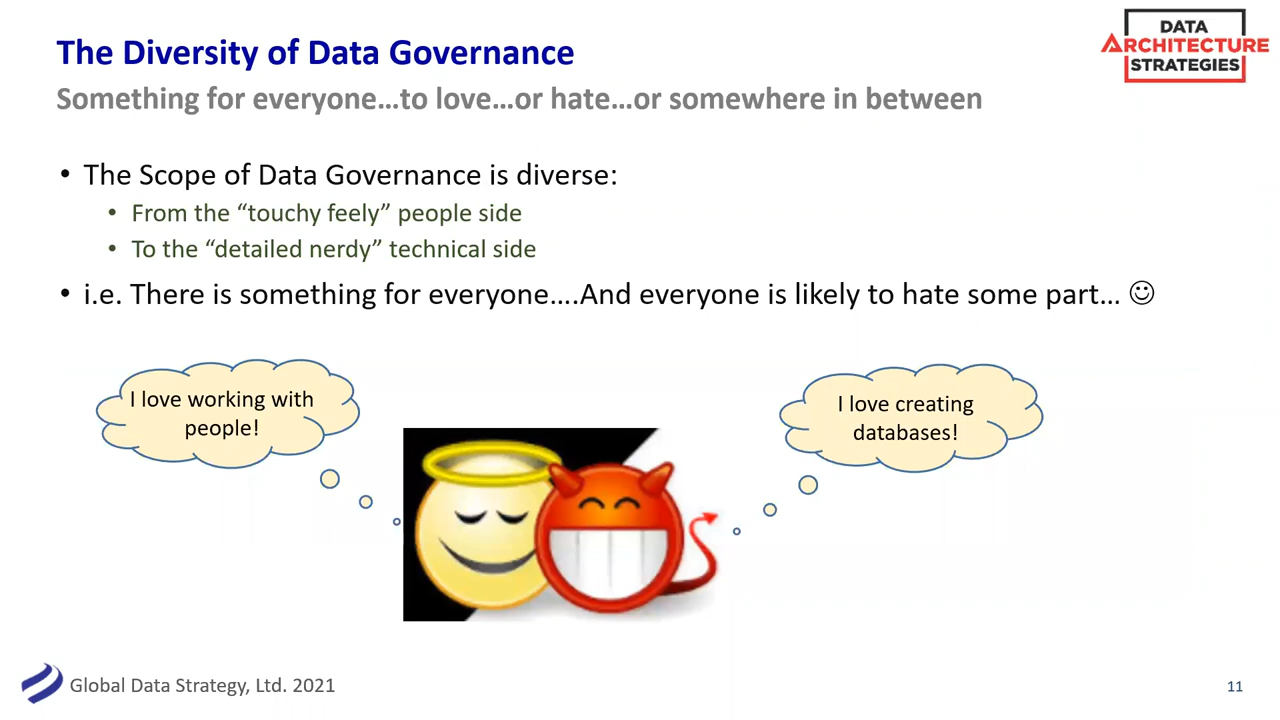 The Diversity of Data Governance
Something for everyone…to love…or hate…or somewhere in between
DATA
ARCHITECTURE
STRATEGIES
• The Scope of Data Governance is diverse:
• From the “touchy feely” people side
• To the “detailed nerdy” technical side
• i.e. There is something for everyone….And everyone is likely to hate some part… ☺
I love working with
people!
I love creating
databases!
Global Data Strategy, Ltd. 2021
11